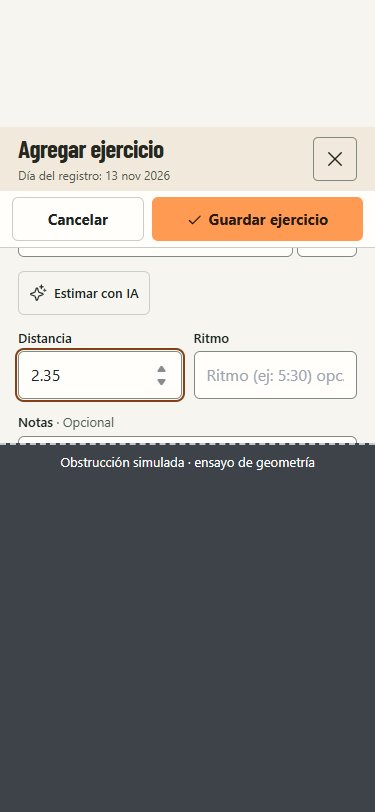 Agregar ejercicio
Día del registro: 13 nov 2026
Cancelar
Guardar ejercicio
Estimar con IA
Distancia
Ritmo
2.35
Ritmo (ej: 5:30) opc.
Notas · Opcional
Obstrucción simulada · ensayo de geometría